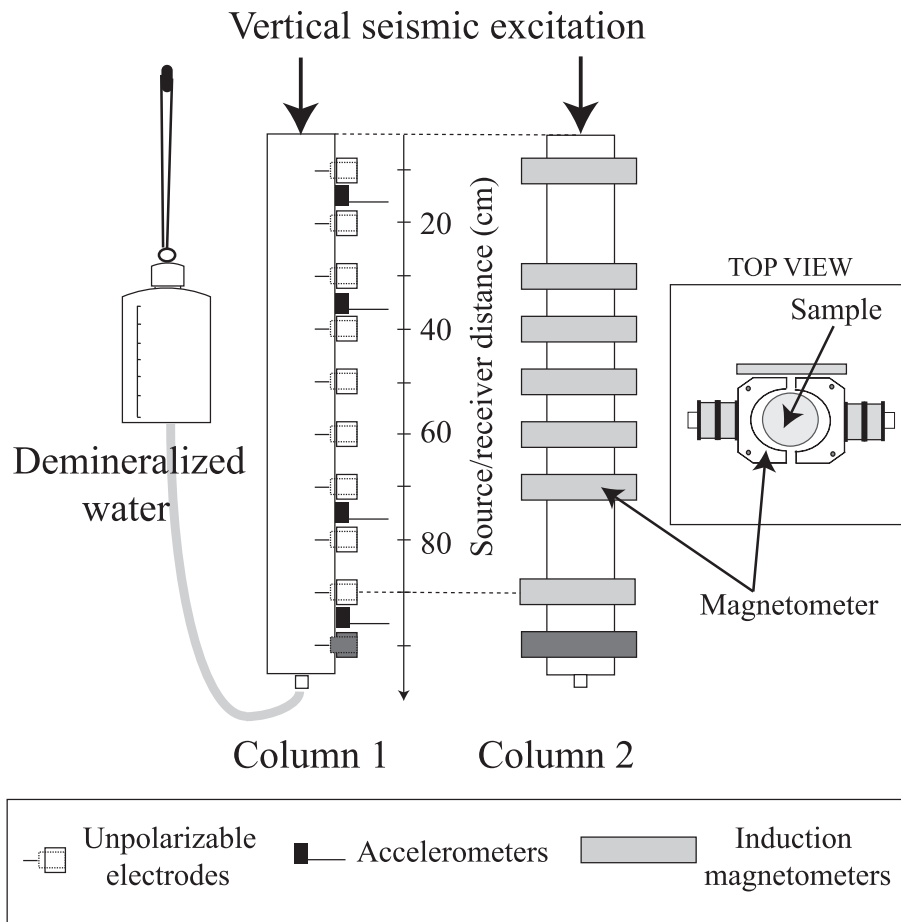 Vertical seismic excitation
20
40
60
80
Source/receiver distance (cm)
TOP VIEW
Sample
Demineralized
water
Magnetometer
Column 1
Column 2
Unpolarizable
electrodes
Accelerometers
Induction
magnetometers